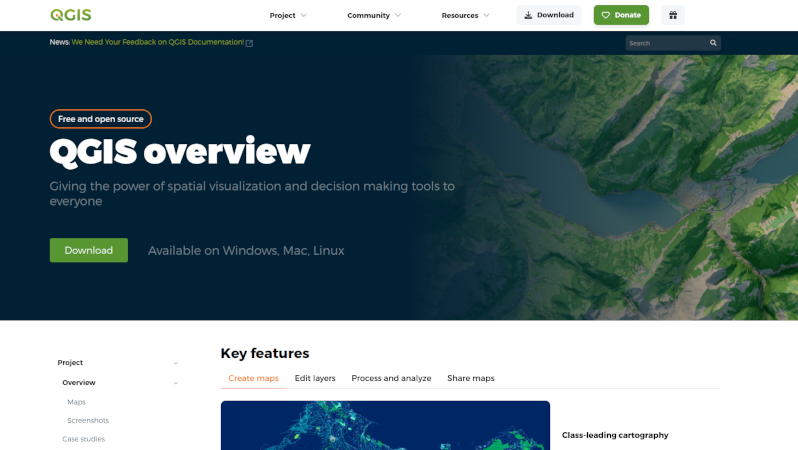 QGIS
Project
Community
Resources
Download
Donate
News: We Need Your Feedback on QGIS Documentation!
Search
Free and open source
QGIS overview
Giving the power of spatial visualization and decision making tools to
everyone
Download
Available on Windows, Mac, Linux
Project
Overview
Maps
Screenshots
Case studies
Key features
Create maps
Edit layers
Process and analyze
Share maps
Class-leading cartography